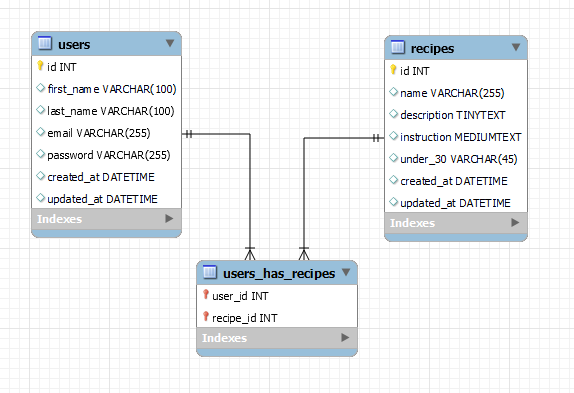 users
id INT
first_name VARCHAR(100)
last_name VARCHAR(100)
email VARCHAR(255)
password VARCHAR(255)
created_at DATETIME
updated_at DATETIME
Indexes
recipes
id INT
name VARCHAR(255)
description TINYTEXT
instruction MEDIUMTEXT
under_30 VARCHAR(45)
created_at DATETIME
updated_at DATETIME
Indexes
users_has_recipes
user_id INT
recipe_id INT
Indexes